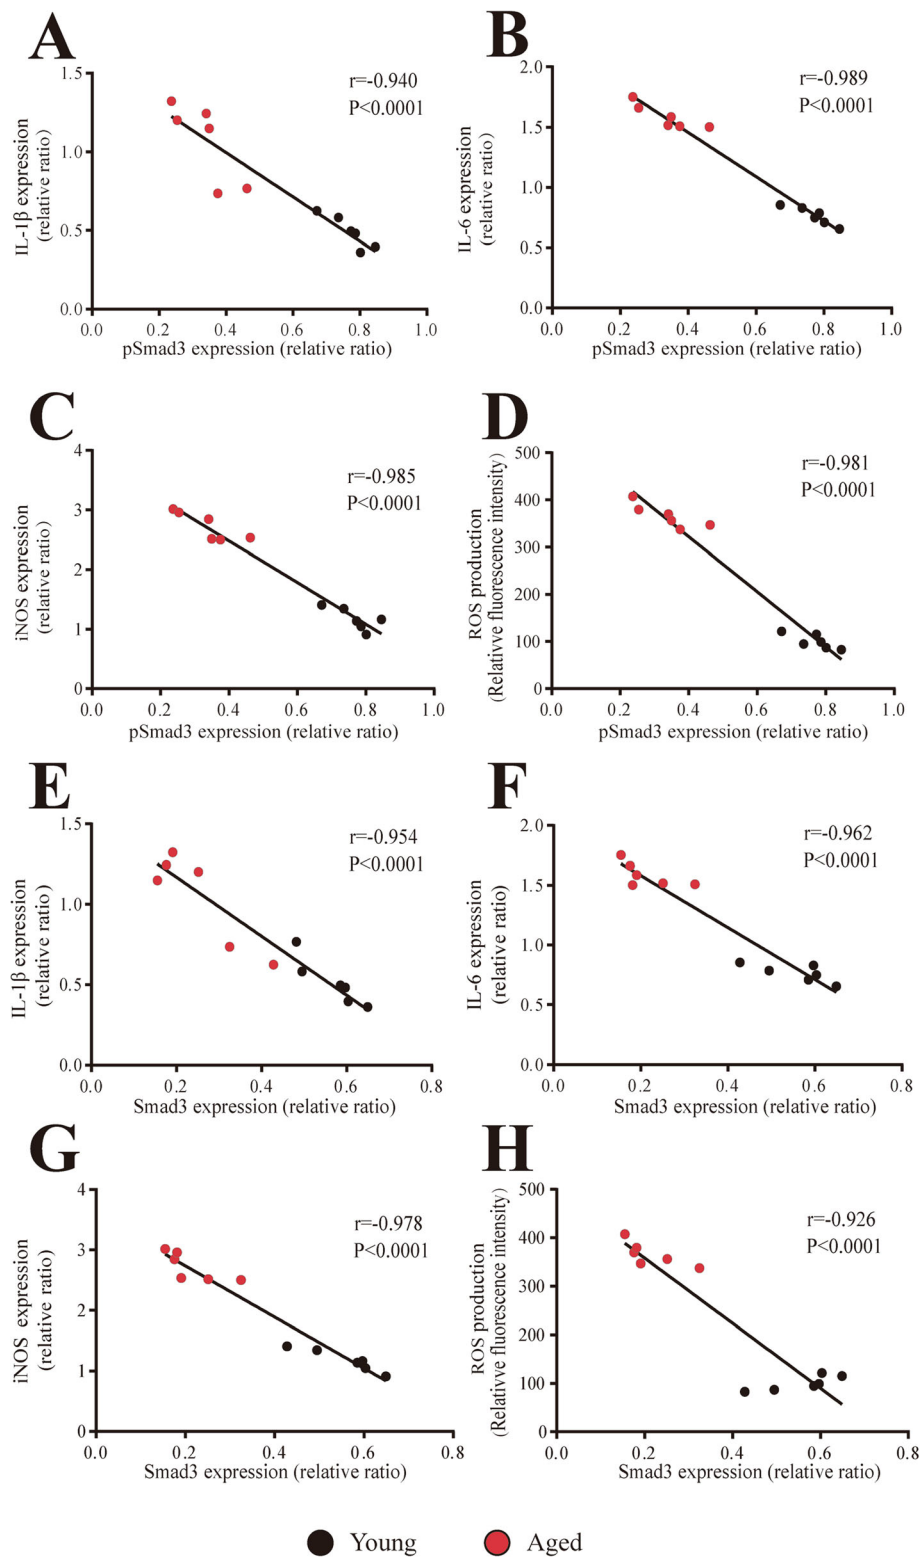 A
IL-1β expression
(relative ratio)
r=-0.940
P<0.0001
1.5
1.0
0.5
0.0
0.0 0.2 0.4 0.6 0.8 1.0
pSmad3 expression (relative ratio)
B
IL-6 expression
(relative ratio)
r=-0.989
P<0.0001
2.0
1.5
1.0
0.5
0.0
0.0 0.2 0.4 0.6 0.8 1.0
pSmad3 expression (relative ratio)
C
iNOS expression
(relative ratio)
r=-0.985
P<0.0001
4
3
2
1
0
0.0 0.2 0.4 0.6 0.8 1.0
pSmad3 expression (relative ratio)
D
ROS production
(Relativve fluorescence intensity)
r=-0.981
P<0.0001
500
400
300
200
100
0
0.0 0.2 0.4 0.6 0.8 1.0
pSmad3 expression (relative ratio)
E
IL-1β expression
(relative ratio)
r=-0.954
P<0.0001
1.5
1.0
0.5
0.0
0.0 0.2 0.4 0.6 0.8
Smad3 expression (relative ratio)
F
IL-6 expression
(relative ratio)
r=-0.962
P<0.0001
2.0
1.5
1.0
0.5
0.0
0.0 0.2 0.4 0.6 0.8
Smad3 expression (relative ratio)
G
iNOS expression
(relative ratio)
r=-0.978
P<0.0001
4
3
2
1
0
0.0 0.2 0.4 0.6 0.8
Smad3 expression (relative ratio)
H
ROS production
(Relativve fluorescence intensity)
r=-0.926
P<0.0001
500
400
300
200
100
0
0.0 0.2 0.4 0.6 0.8
Smad3 expression (relative ratio)
Young Aged